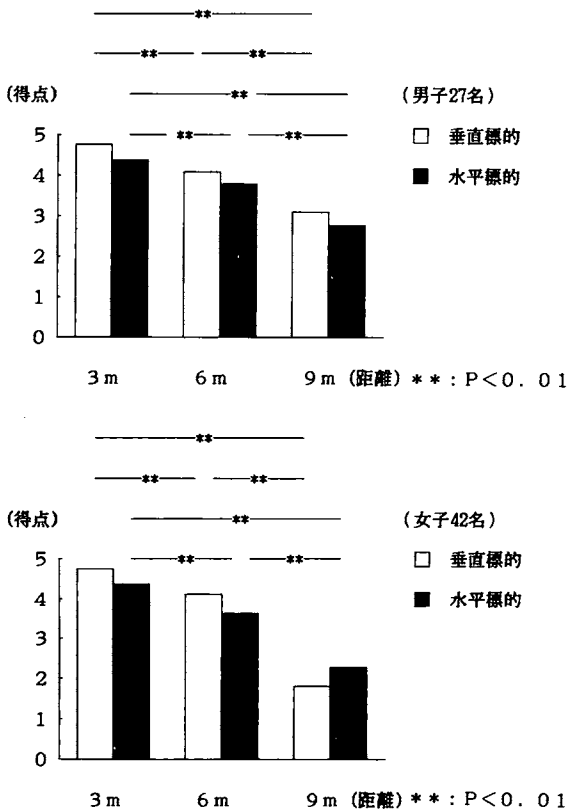 **
** **
(得点) ** (男子27名)
** **
5 □ 垂直標的
4 ■ 水平標的
3
2
1
0
3m 6m 9m (距離) **:P<0.01
**
** **
(得点) ** (女子42名)
** **
5 □ 垂直標的
4 ■ 水平標的
3
2
1
0
3m 6m 9m (距離) **:P<0.01